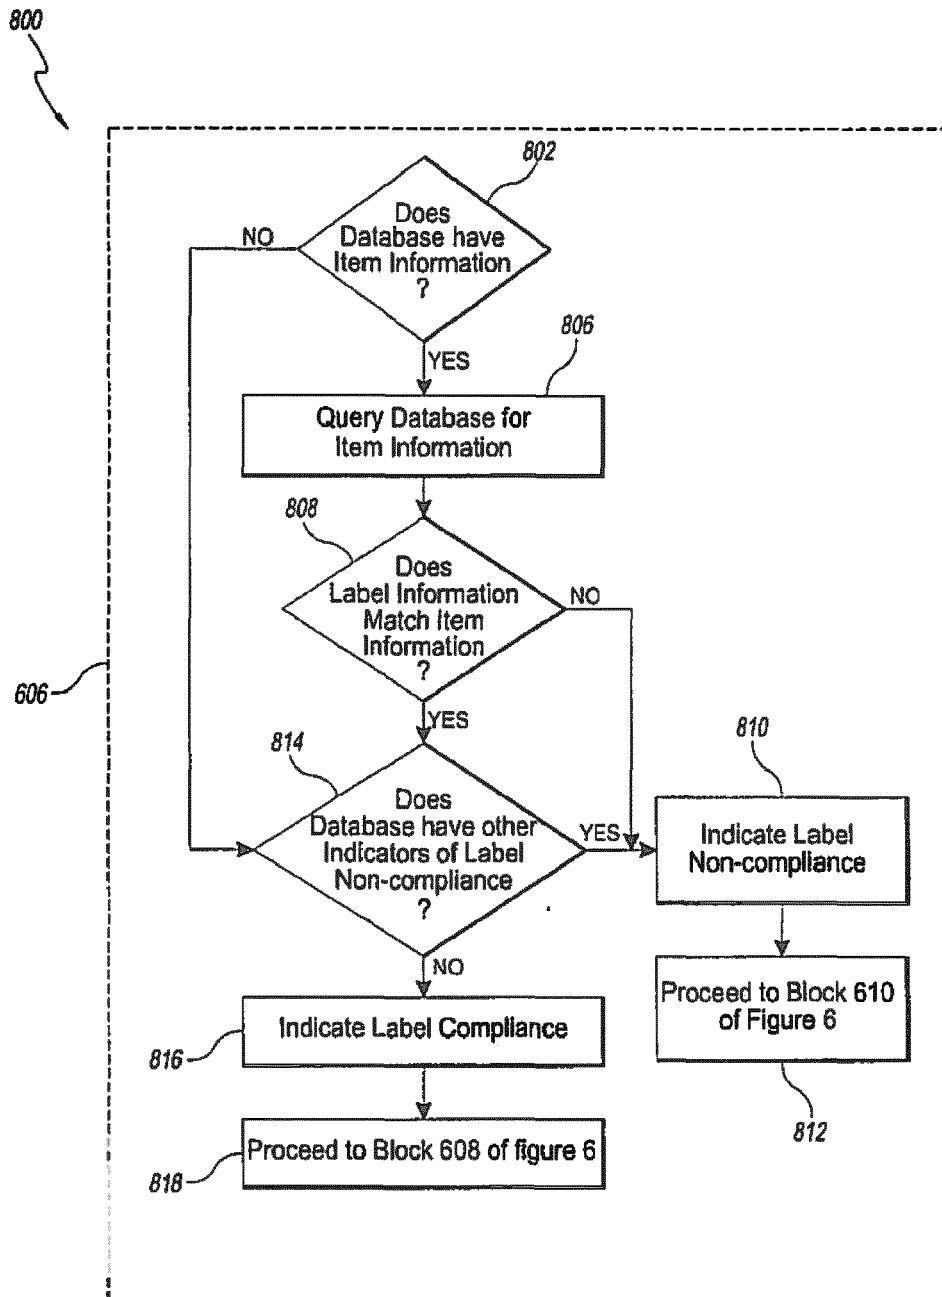 800
802
Does
Database have
Item Information
?
NO
YES
806
Query Database for
Item Information
808
Does
Label Information
Match Item
Information
?
NO
YES
606
814
Does
Database have other
Indicators of Label
Non-compliance
?
YES
810
Indicate Label
Non-compliance
NO
Proceed to Block 610
of Figure 6
812
Indicate Label Compliance
816
Proceed to Block 608 of figure 6
818